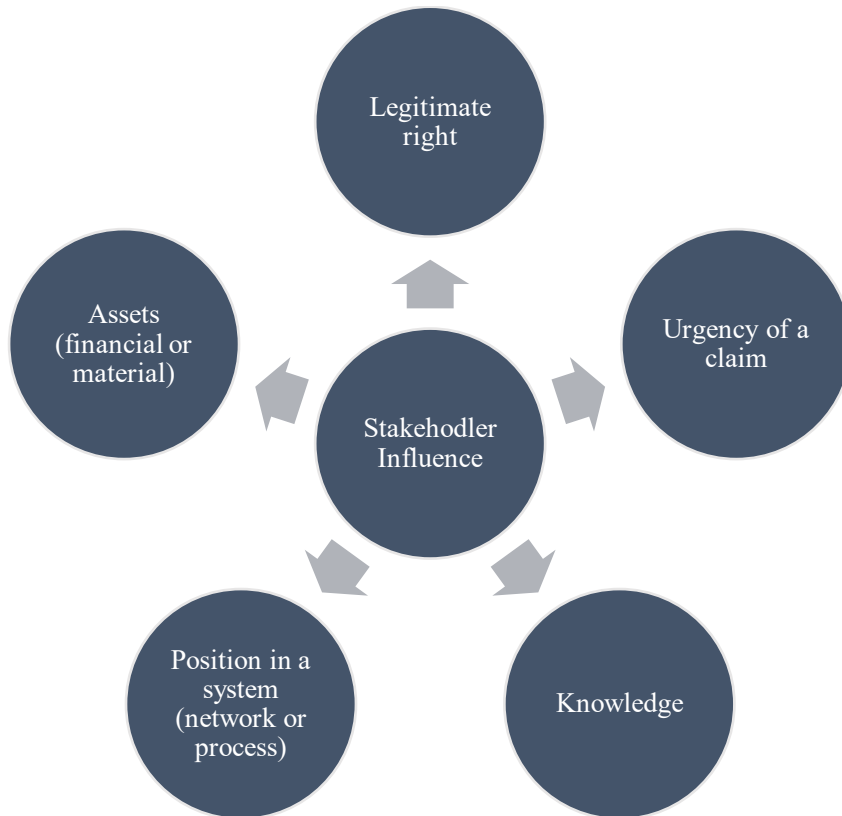 Legitimate
right
Assets
(financial or
material)
Urgency of a
claim
Stakehodler
Influence
Position in a
system
(network or
process)
Knowledge